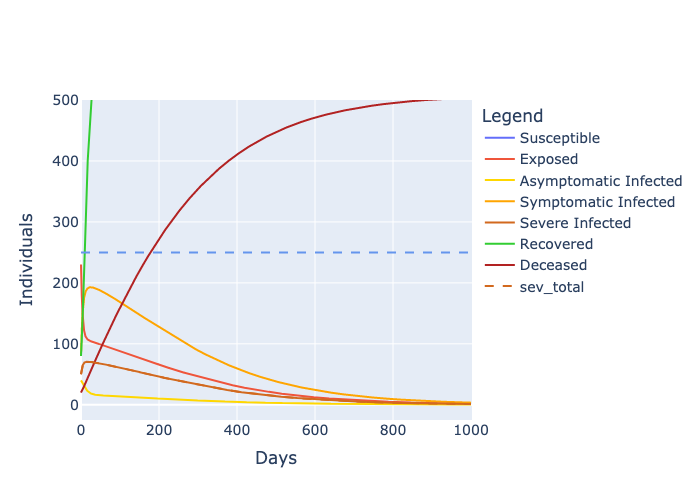 500
400
300
200
100
0
Individuals
0 200 400 600 800 1000
Days
Legend
Susceptible
Exposed
Asymptomatic Infected
Symptomatic Infected
Severe Infected
Recovered
Deceased
sev_total